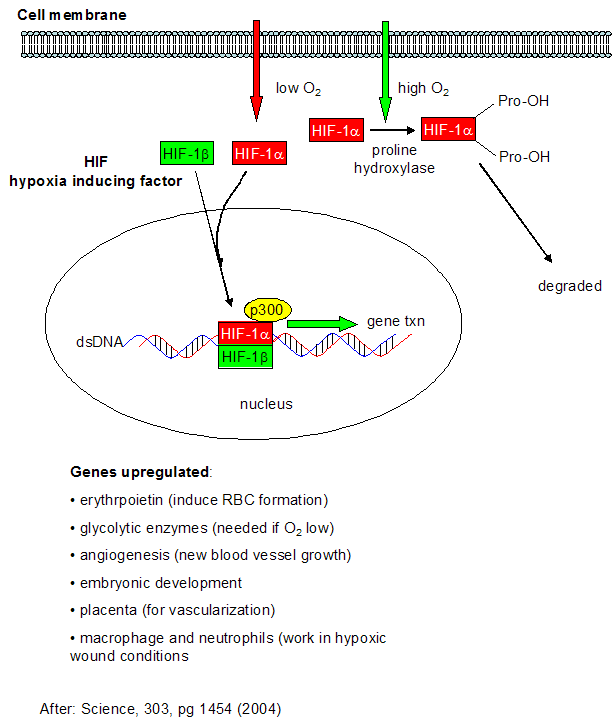 Cell membrane
low O2
high O2
Pro-OH
HIF-1α
HIF-1α
proline
hydroxylase
Pro-OH
HIF-1β
HIF-1α
HIF
hypoxia inducing factor
degraded
p300
gene txn
dsDNA
HIF-1α
HIF-1β
nucleus
Genes upregulated:
• erythrpoietin (induce RBC formation)
• glycolytic enzymes (needed if O2 low)
• angiogenesis (new blood vessel growth)
• embryonic development
• placenta (for vascularization)
• macrophage and neutrophils (work in hypoxic
wound conditions
After: Science, 303, pg 1454 (2004)